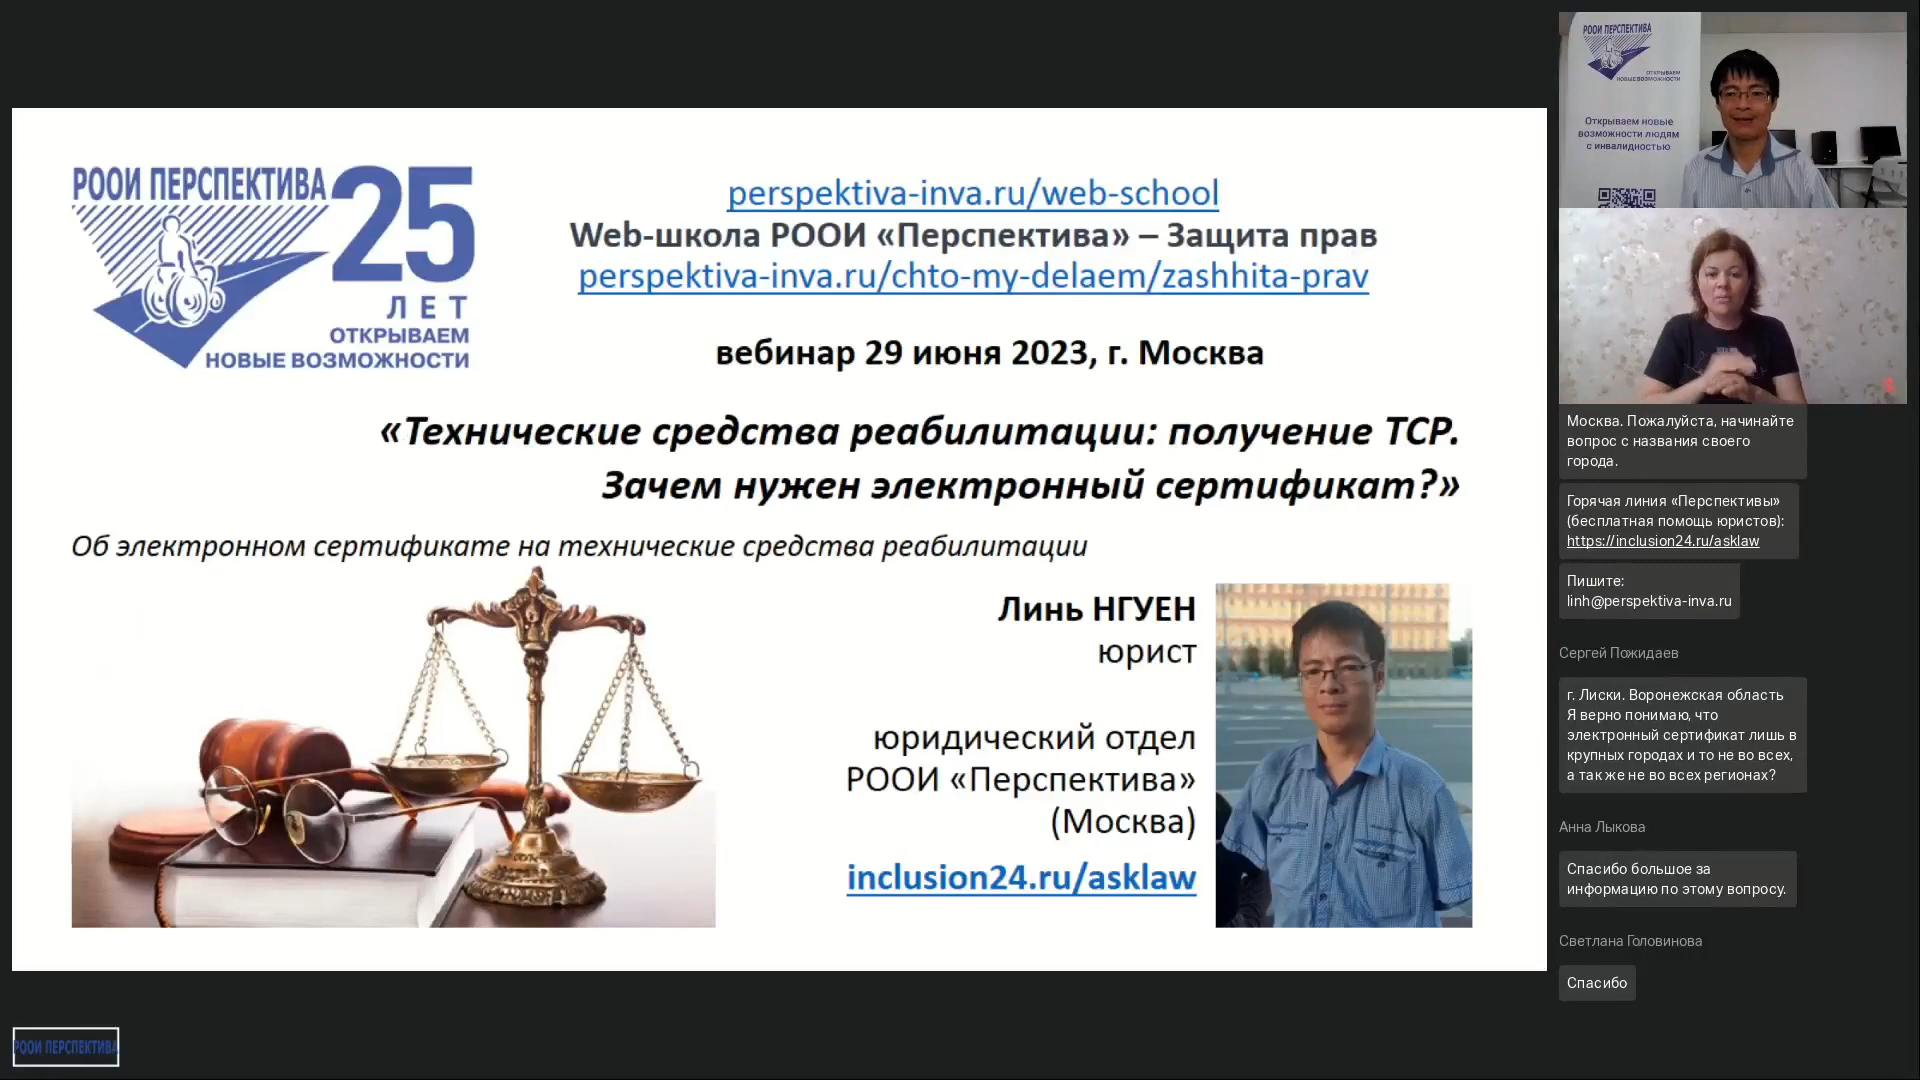 РООИ ПЕРСПЕКТИВА 25
ЛЕТ
ОТКРЫВАЕМ
НОВЫЕ ВОЗМОЖНОСТИ
perspektiva-inva.ru/web-school
Web-школа РООИ «Перспектива» – Защита прав
perspektiva-inva.ru/chto-my-delaem/zashhita-prav
вебинар 29 июня 2023, г. Москва
«Технические средства реабилитации: получение ТСР.
Зачем нужен электронный сертификат?»
Об электронном сертификате на технические средства реабилитации
Линь НГУЕН
юрист
юридический отдел
РООИ «Перспектива»
(Москва)
inclusion24.ru/asklaw
РООИ ПЕРСПЕКТИВА
РООИ ПЕРСПЕКТИВА
ОТКРЫВАЕМ
НОВЫЕ ВОЗМОЖНОСТИ
Открываем новые
возможности людям
с инвалидностью
Москва. Пожалуйста, начинайте
вопрос с названия своего
города.
Горячая линия «Перспективы»
(бесплатная помощь юристов):
https://inclusion24.ru/asklaw
Пишите:
linh@perspektiva-inva.ru
Сергей Пожидаев
г. Лиски. Воронежская область
Я верно понимаю, что
электронный сертификат лишь в
крупных городах и то не во всех,
а так же не во всех регионах?
Анна Лыкова
Спасибо большое за
информацию по этому вопросу.
Светлана Головинова
Спасибо